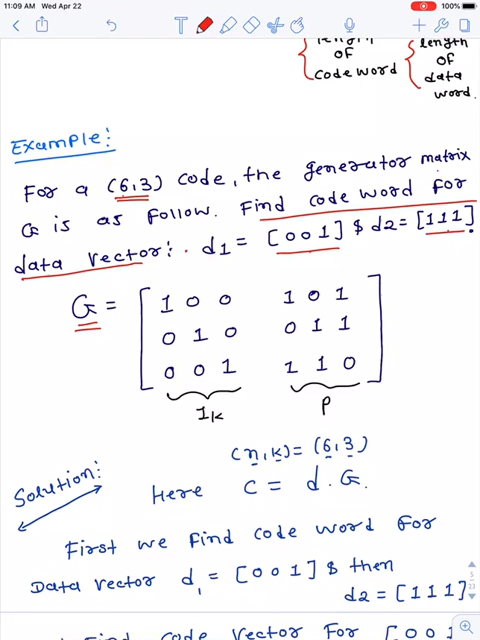 11:09 AM Wed Apr 22
100%
length
of
code word
length
of
data
word.
Example:
For a (6,3) code, the generator matrix
G is as follow. Find code word for
data vector: d1 = [0 0 1] $ d2 = [1 1 1]
G = [ 1 0 0 1 0 1
0 1 0 0 1 1
0 0 1 1 1 0 ]
Ik P
(n,k) = (6,3)
Solution:
Here C = d . G.
First we find code word for
Data vector d1 = [0 0 1] $ then
d2 = [1 1 1]
5
23